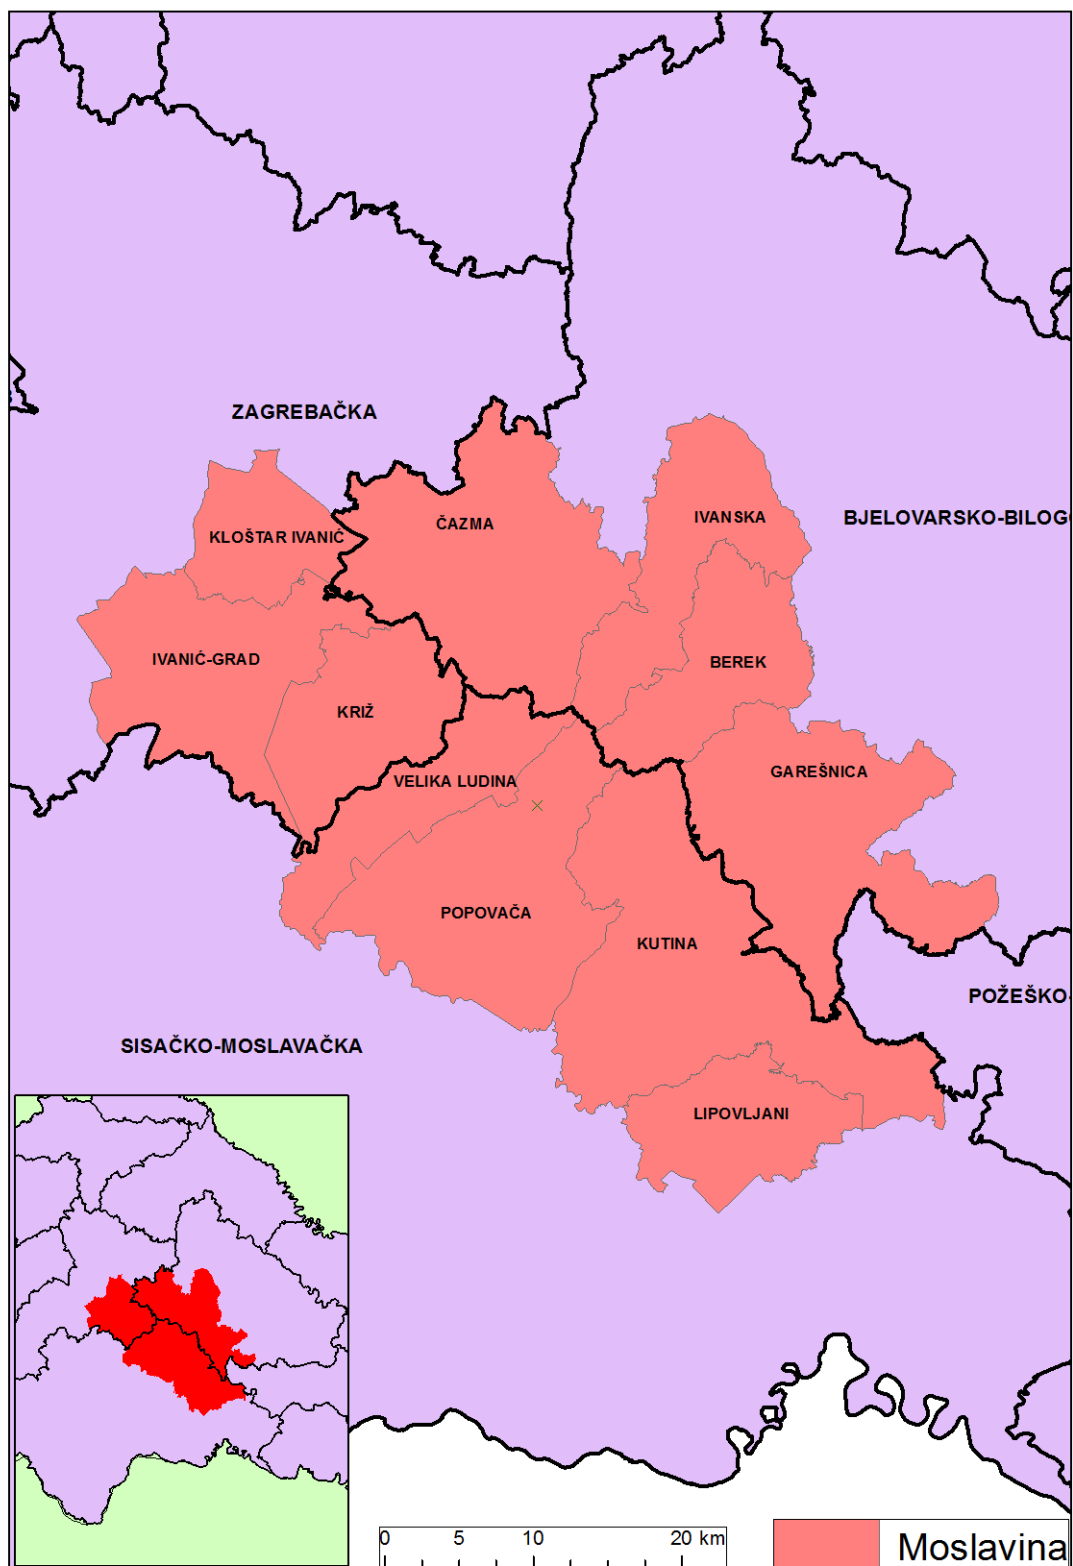 ZAGREBAČKA
IVANSKA
BJELOVARSKO-BILOG
ČAZMA
KLOŠTAR IVANIĆ
IVANIĆ-GRAD
BEREK
KRIŽ
GAREŠNICA
VELIKA LUDINA
POPOVAČA
KUTINA
POŽEŠKO-
SISAČKO-MOSLAVAČKA
LIPOVLJANI
0 5 10 20 km
Moslavina